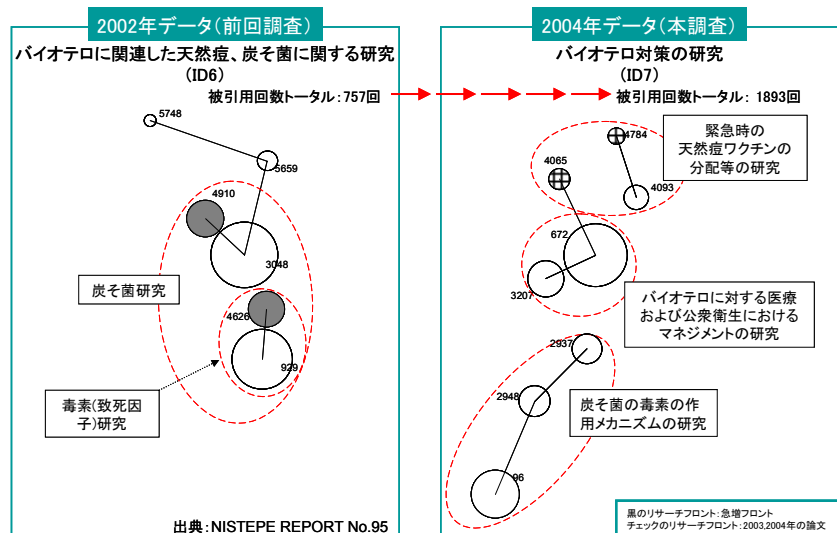 2002年データ(前回調査)
バイオテロに関連した天然痘、炭そ菌に関する研究
(ID6)
被引用回数トータル:757回
5748
5659
4910
3048
炭そ菌研究
4626
929
毒素(致死因
子)研究
出典:NISTEPE REPORT No.95
2004年データ(本調査)
バイオテロ対策の研究
(ID7)
被引用回数トータル: 1893回
4784
緊急時の
天然痘ワクチンの
分配等の研究
4065
4093
672
3207
バイオテロに対する医療
および公衆衛生における
マネジメントの研究
2937
2948
炭そ菌の毒素の作
用メカニズムの研究
96
黒のリサーチフロント:急増フロント
チェックのリサーチフロント:2003,2004年の論文